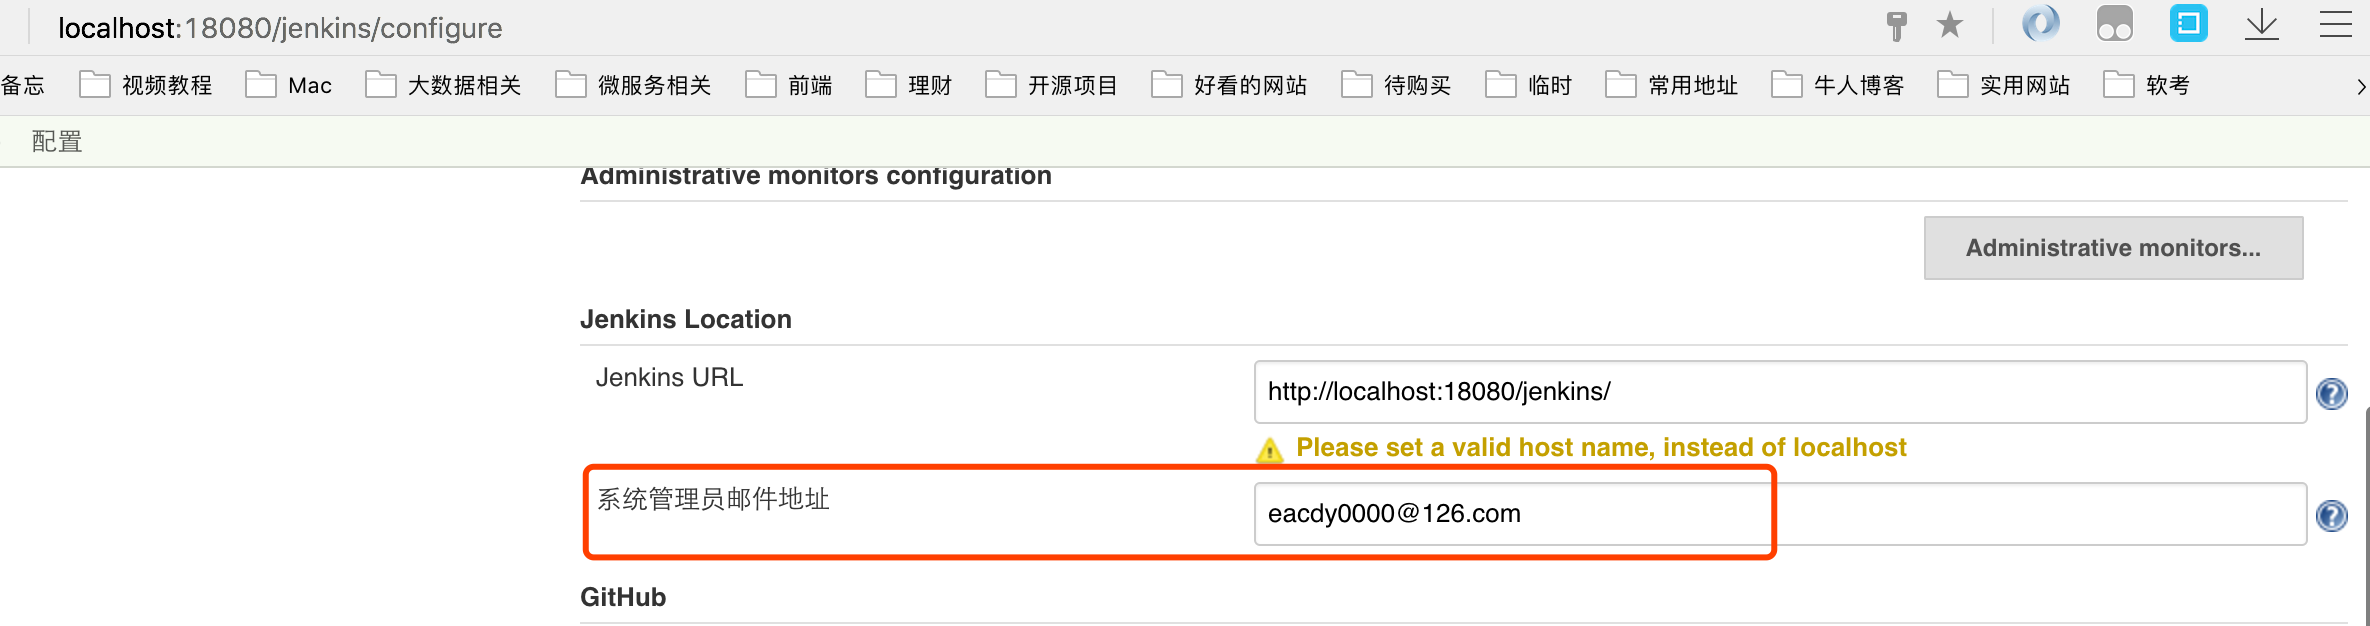 localhost:18080/jenkins/configure
备忘 视频教程 Mac 大数据相关 微服务相关 前端 理财 开源项目 好看的网站 待购买 临时 常用地址 牛人博客 实用网站 软考
配置
Administrative monitors configuration
Administrative monitors...
Jenkins Location
Jenkins URL http://localhost:18080/jenkins/
Please set a valid host name, instead of localhost
系统管理员邮件地址 eacdy0000@126.com
GitHub